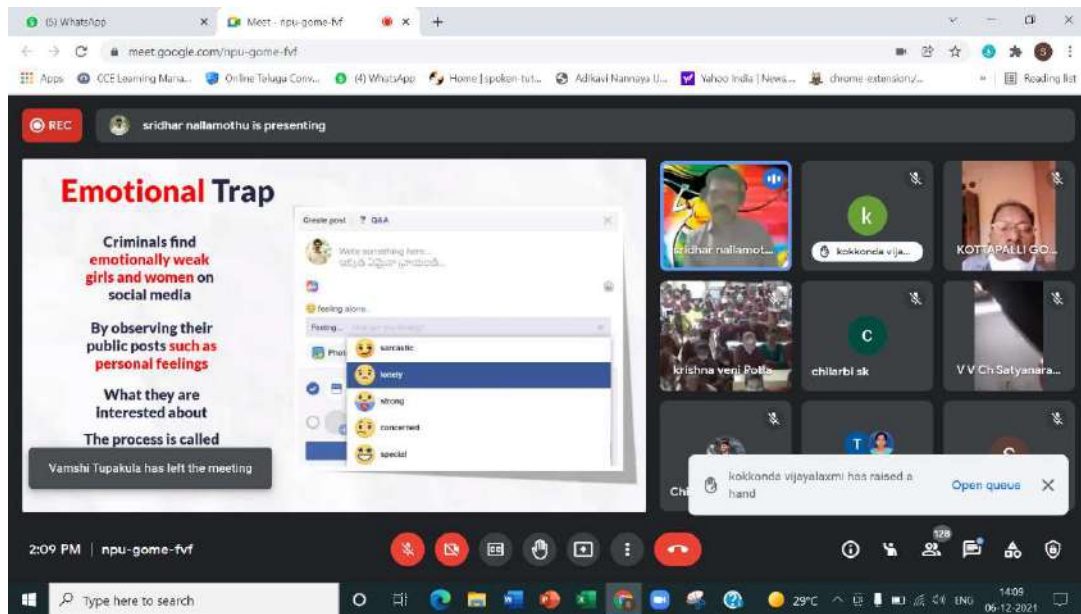 (5) WhatsApp
Meet - npu-gome-fvf
meet.google.com/npu-gome-fvf
Apps
CCE Learning Mana...
Online Telugu Conv...
(4) WhatsApp
Home | spoken-tut...
Adikavi Nannaya U...
Yahoo India | News...
chrome-extension:/...
Reading list
REC
sridhar nallamothu is presenting
Emotional Trap
Criminals find
emotionally weak
girls and women on
social media
By observing their
public posts such as
personal feelings
What they are
interested about
The process is called
Create post
? Q&A
Write something here...
feeling alone.
Feeling...
How are you feeling?
Phot
sarcastic
lonely
strong
concerned
special
Vamshi Tupakula has left the meeting
sridhar nallamot...
k
kokkonda vija...
KOTTAPALLI GO...
krishna veni Potla
C
chilarbi sk
V V Ch Satyanara...
T
Chi
kokkonda vijayalaxmi has raised a
hand
Open queue
2:09 PM | npu-gome-fvf
128
Type here to search
29°C
ENG
14:09
06-12-2021